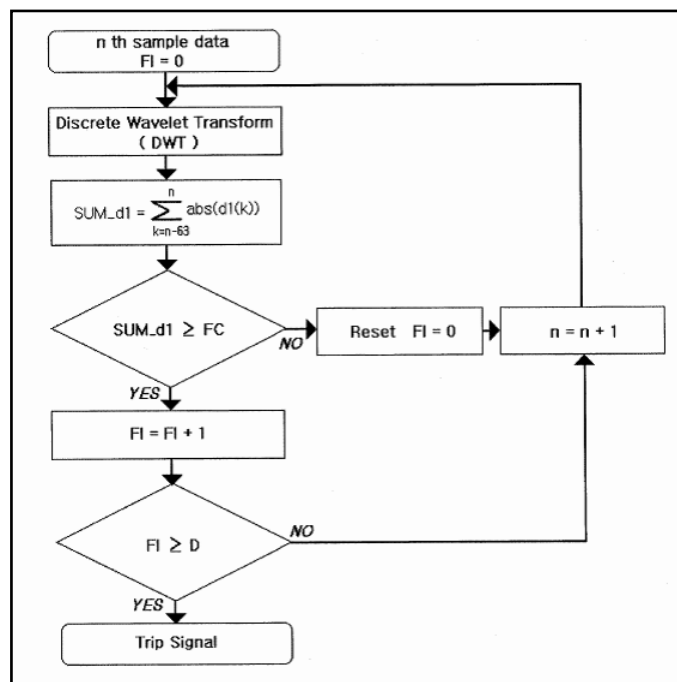 n th sample data
FI = 0
Discrete Wavelet Transform
( DWT )
n
SUM_d1 = ∑ abs(d1(k))
k=n-63
SUM_d1 ≥ FC
NO
Reset FI = 0
n = n + 1
YES
FI = FI + 1
FI ≥ D
NO
YES
Trip Signal